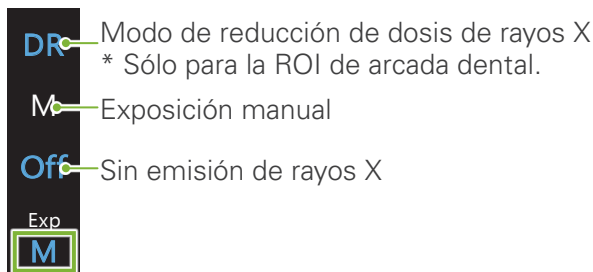 DR Modo de reducción de dosis de rayos X
* Sólo para la ROI de arcada dental.
M Exposición manual
Off Sin emisión de rayos X
Exp
M